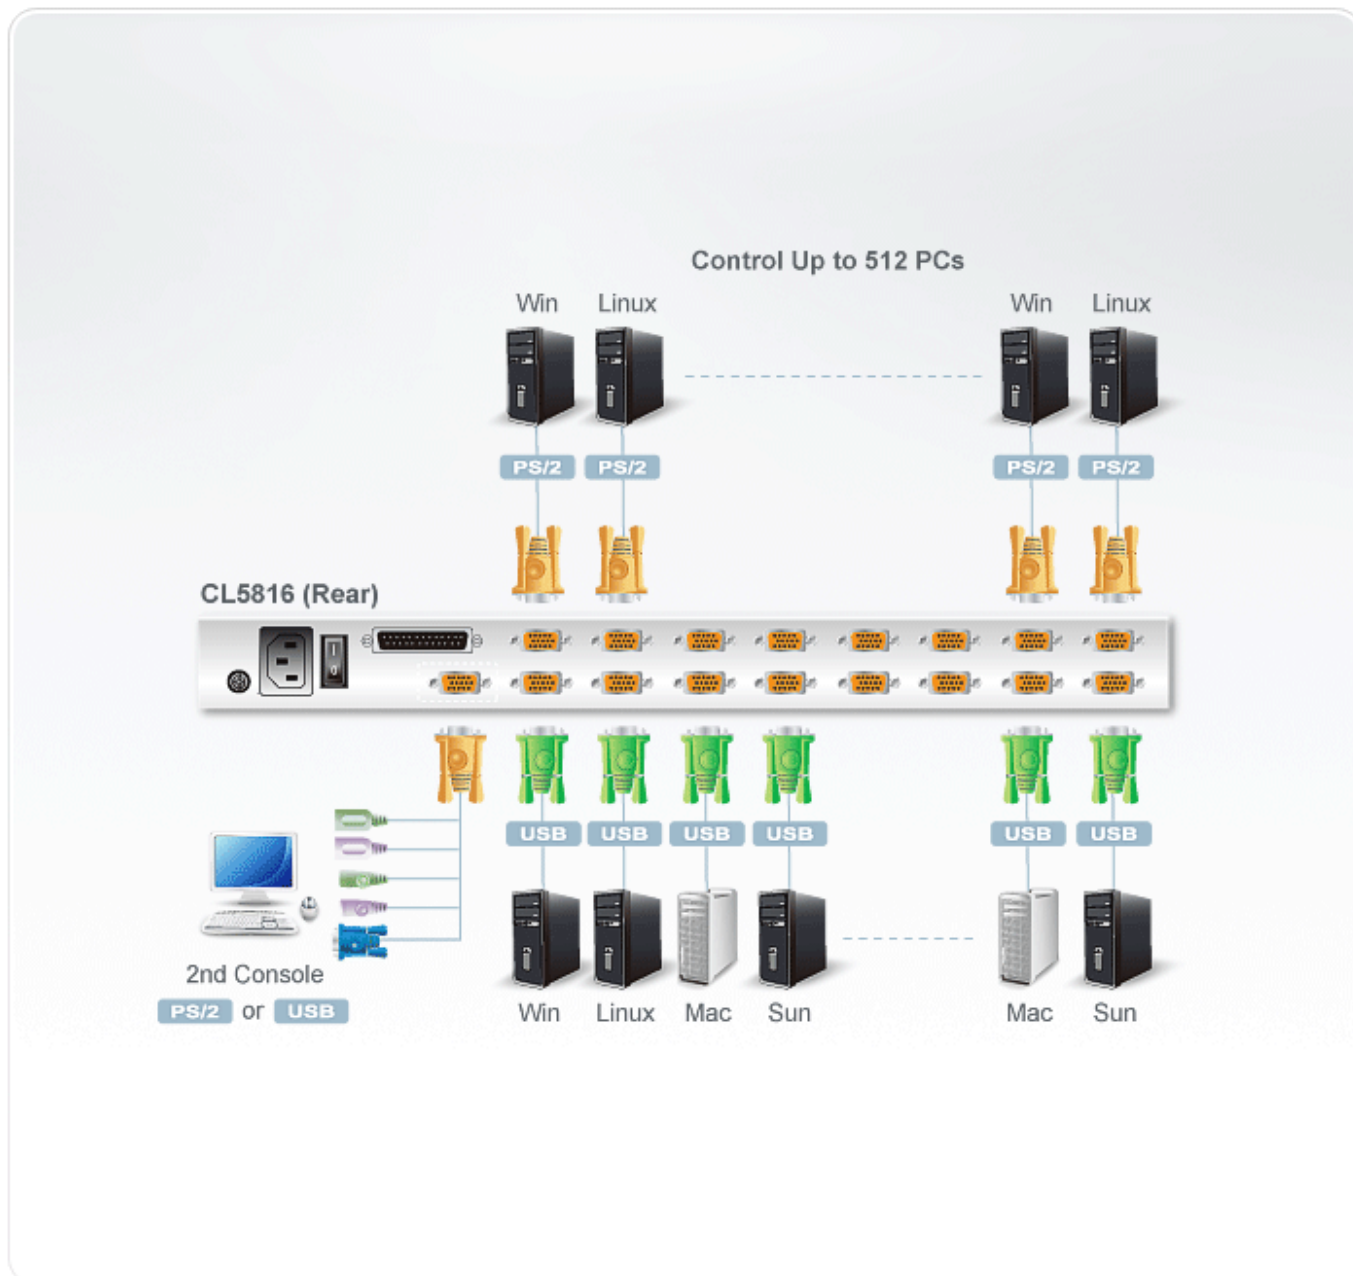 Control Up to 512 PCs
Win Linux Win Linux
PS/2 PS/2 PS/2 PS/2
CL5816 (Rear)
USB USB USB USB USB USB
2nd Console
PS/2 or USB
Win Linux Mac Sun Mac Sun